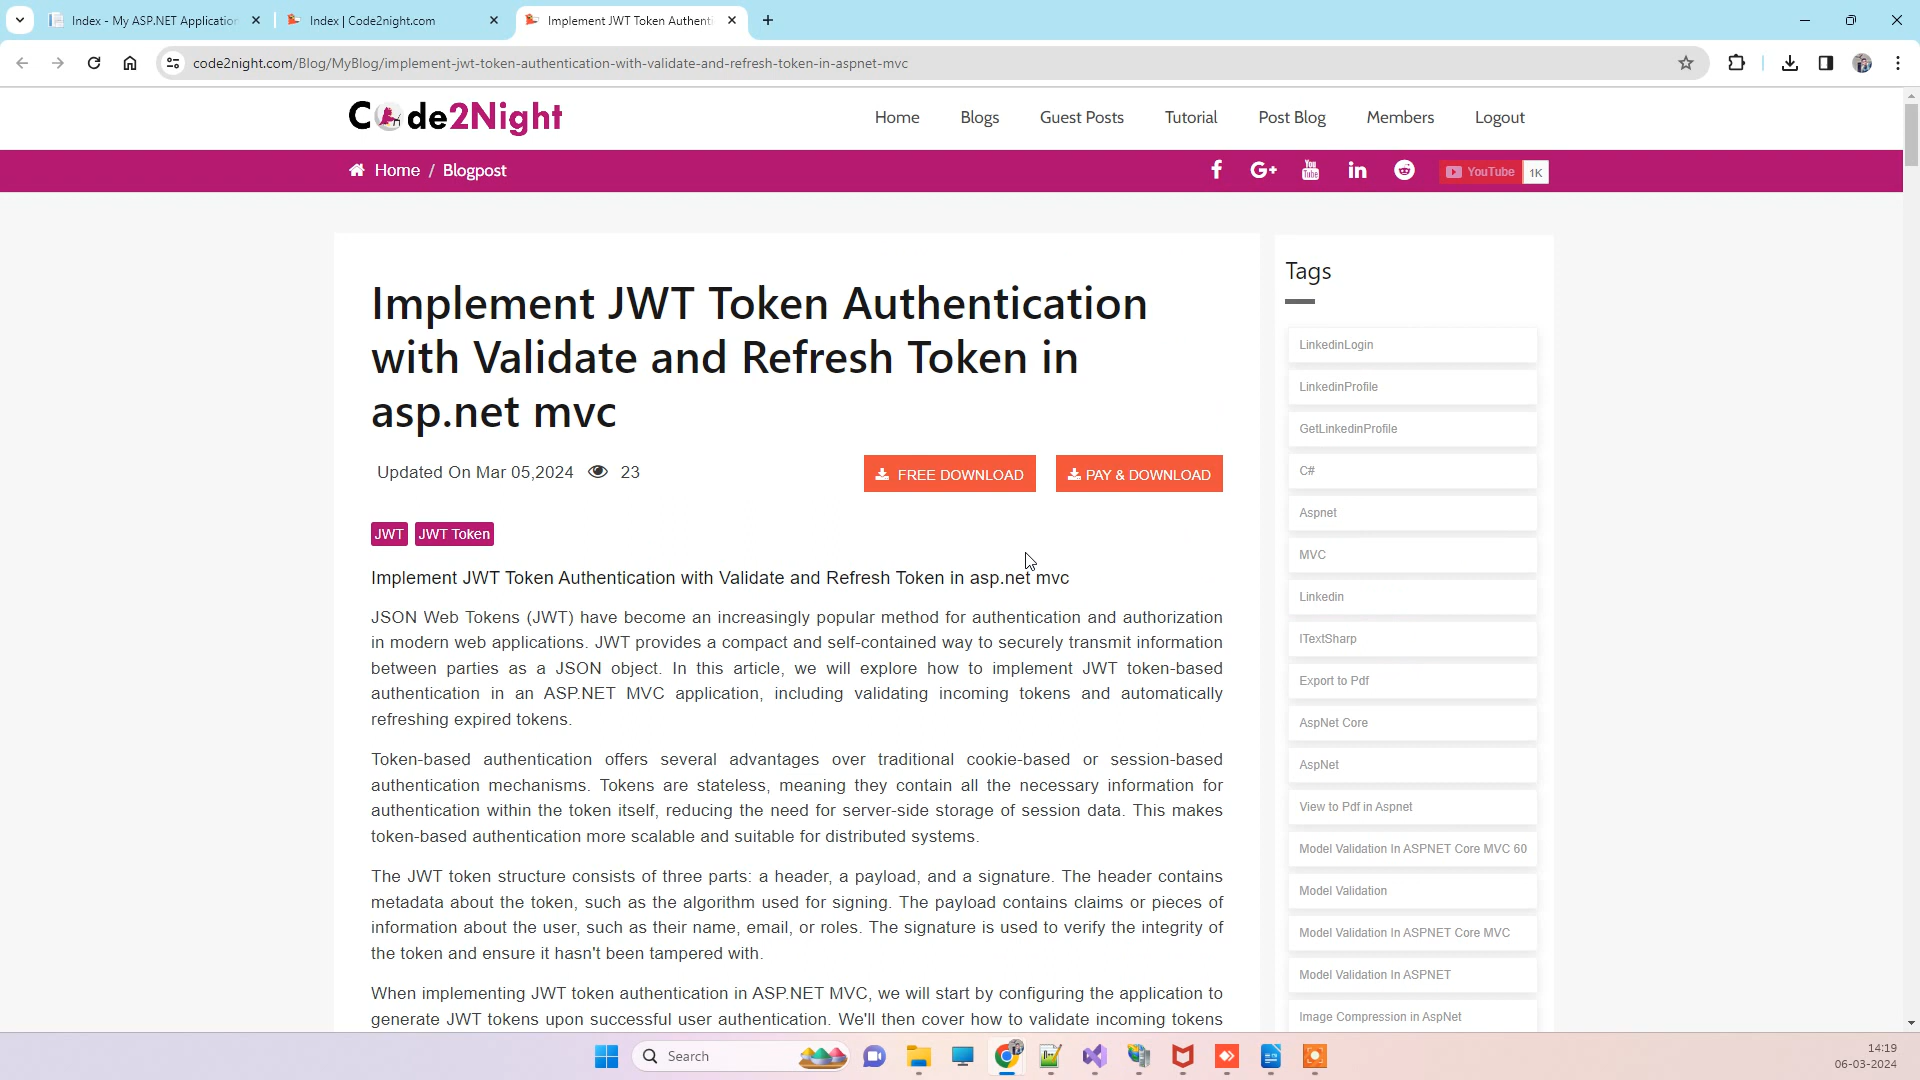 Index - My ASP.NET Application
Index | Code2night.com
Implement JWT Token Authenti
code2night.com/Blog/MyBlog/implement-jwt-token-authentication-with-validate-and-refresh-token-in-aspnet-mvc
Code2Night
Home Blogs Guest Posts Tutorial Post Blog Members Logout
Home / Blogpost
You Tube
YouTube 1K
Implement JWT Token Authentication
with Validate and Refresh Token in
asp.net mvc
Updated On Mar 05,2024 23
FREE DOWNLOAD
PAY & DOWNLOAD
JWT JWT Token
Implement JWT Token Authentication with Validate and Refresh Token in asp.net mvc
JSON Web Tokens (JWT) have become an increasingly popular method for authentication and authorization
in modern web applications. JWT provides a compact and self-contained way to securely transmit information
between parties as a JSON object. In this article, we will explore how to implement JWT token-based
authentication in an ASP.NET MVC application, including validating incoming tokens and automatically
refreshing expired tokens.
Token-based authentication offers several advantages over traditional cookie-based or session-based
authentication mechanisms. Tokens are stateless, meaning they contain all the necessary information for
authentication within the token itself, reducing the need for server-side storage of session data. This makes
token-based authentication more scalable and suitable for distributed systems.
The JWT token structure consists of three parts: a header, a payload, and a signature. The header contains
metadata about the token, such as the algorithm used for signing. The payload contains claims or pieces of
information about the user, such as their name, email, or roles. The signature is used to verify the integrity of
the token and ensure it hasn't been tampered with.
When implementing JWT token authentication in ASP.NET MVC, we will start by configuring the application to
generate JWT tokens upon successful user authentication. We'll then cover how to validate incoming tokens
Tags
LinkedinLogin
LinkedinProfile
GetLinkedinProfile
C#
Aspnet
MVC
Linkedin
ITextSharp
Export to Pdf
AspNet Core
AspNet
View to Pdf in Aspnet
Model Validation In ASPNET Core MVC 60
Model Validation
Model Validation In ASPNET Core MVC
Model Validation In ASPNET
Image Compression in AspNet
Search
14:19
06-03-2024